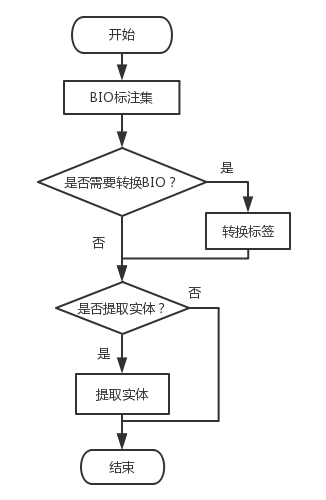 开始
BIO标注集
是否需要转换BIO？
是
转换标签
否
是否提取实体？
否
是
提取实体
结束